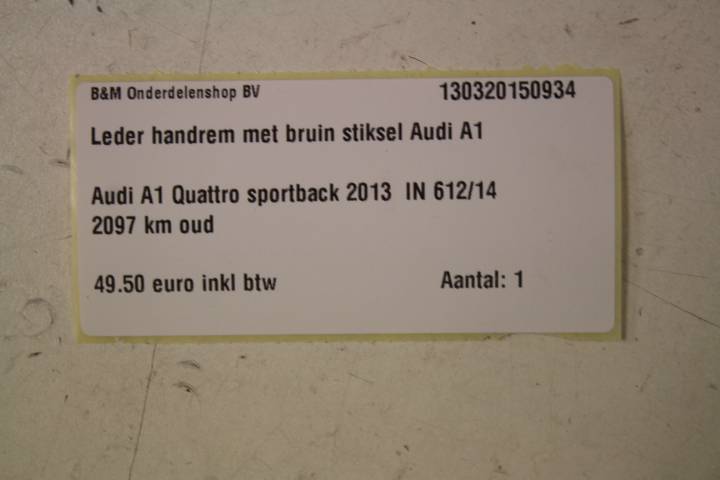 B&M Onderdelenshop BV 130320150934
Leder handrem met bruin stiksel Audi A1
Audi A1 Quattro sportback 2013 IN 612/14
2097 km oud
49.50 euro inkl btw Aantal: 1